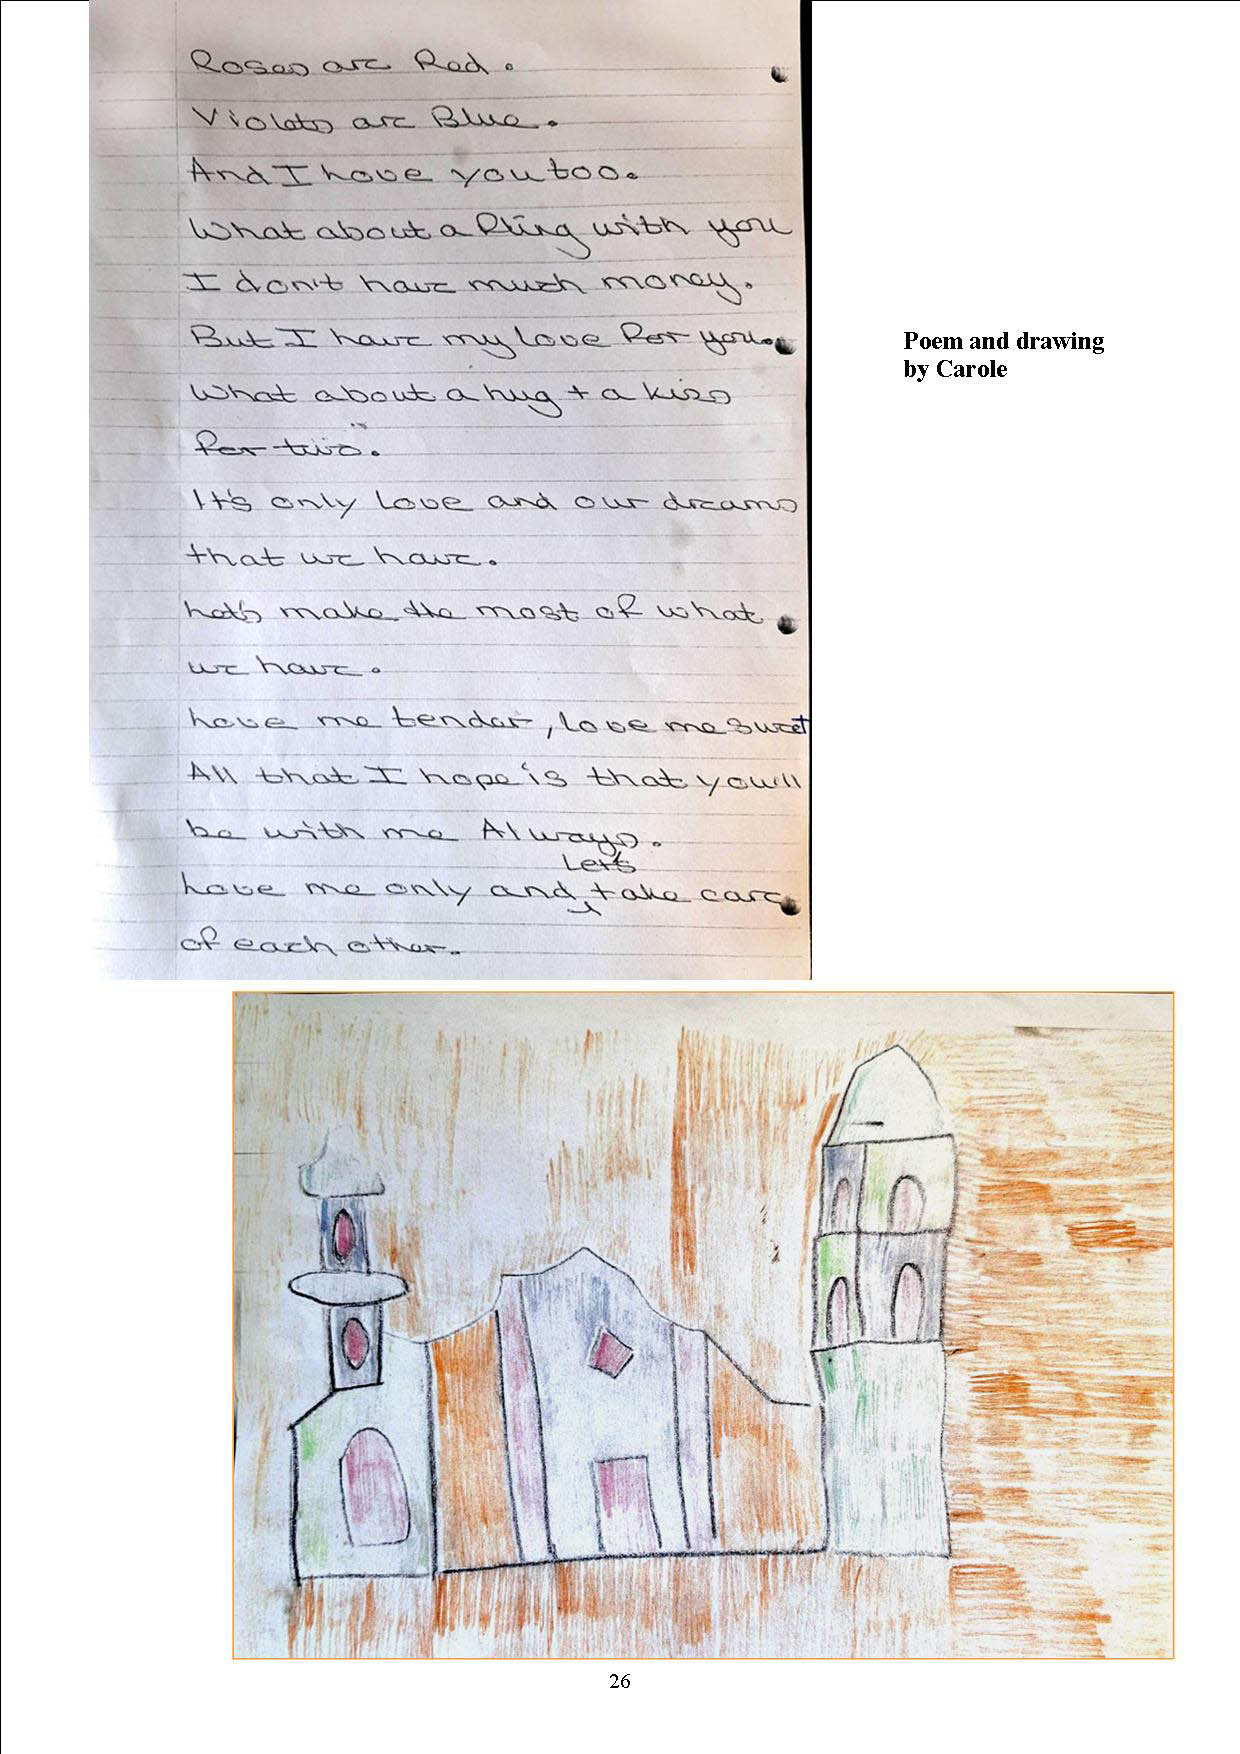 Roses are Red.
Violets are Blue.
And I Love you too.
What about a fling with you
I don't have much money.
But I have my love for you.
What about a hug + a kiss
for two.
It's only Love and our dreams
that we have.
Let's make the most of what
we have.
Love me tender, love me sweet
All that I hope is that you'll
be with me Always.
Let's
Love me only and take care
of each other.
Poem and drawing
by Carole
26